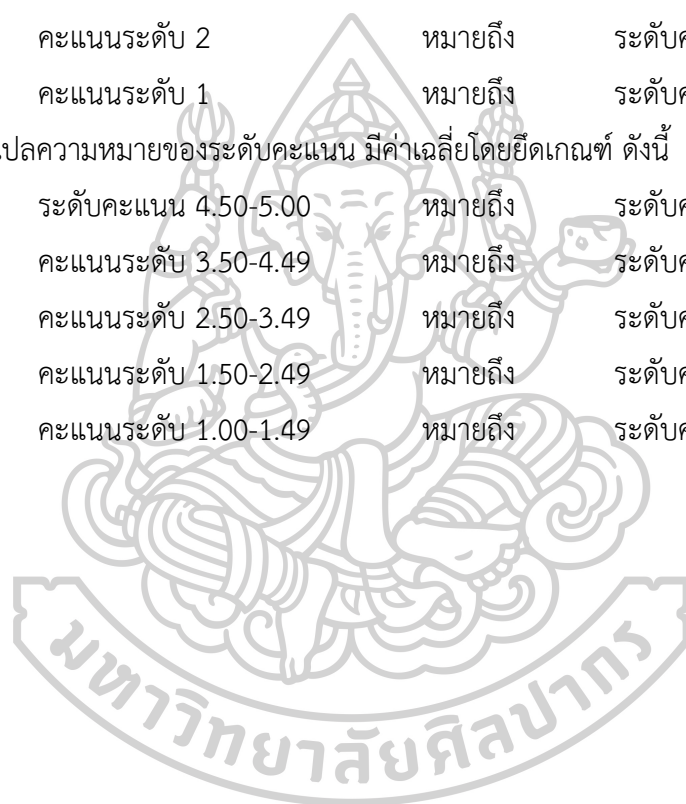 คะแนนระดับ 2 หมายถึง ระดับ
คะแนนระดับ 1 หมายถึง ระดับ
แปลความหมายของระดับคะแนน มีค่าเฉลี่ยโดยยึดเกณฑ์ ดังนี้
ระดับคะแนน 4.50-5.00 หมายถึง ระดับ
คะแนนระดับ 3.50-4.49 หมายถึง ระดับ
คะแนนระดับ 2.50-3.49 หมายถึง ระดับ
คะแนนระดับ 1.50-2.49 หมายถึง ระดับ
คะแนนระดับ 1.00-1.49 หมายถึง ระดับ
มหาวิทยาลัยศิลปากร